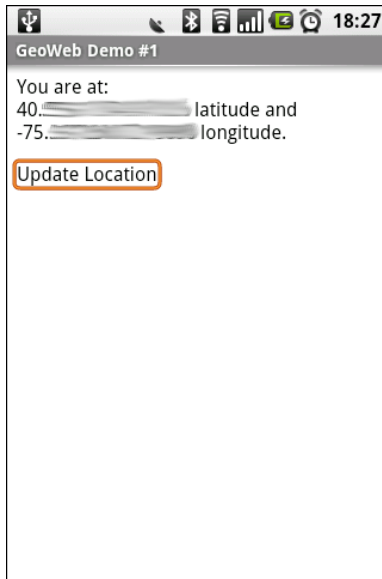 18:27
GeoWeb Demo #1
You are at:
40. latitude and
-75. longitude.
Update Location